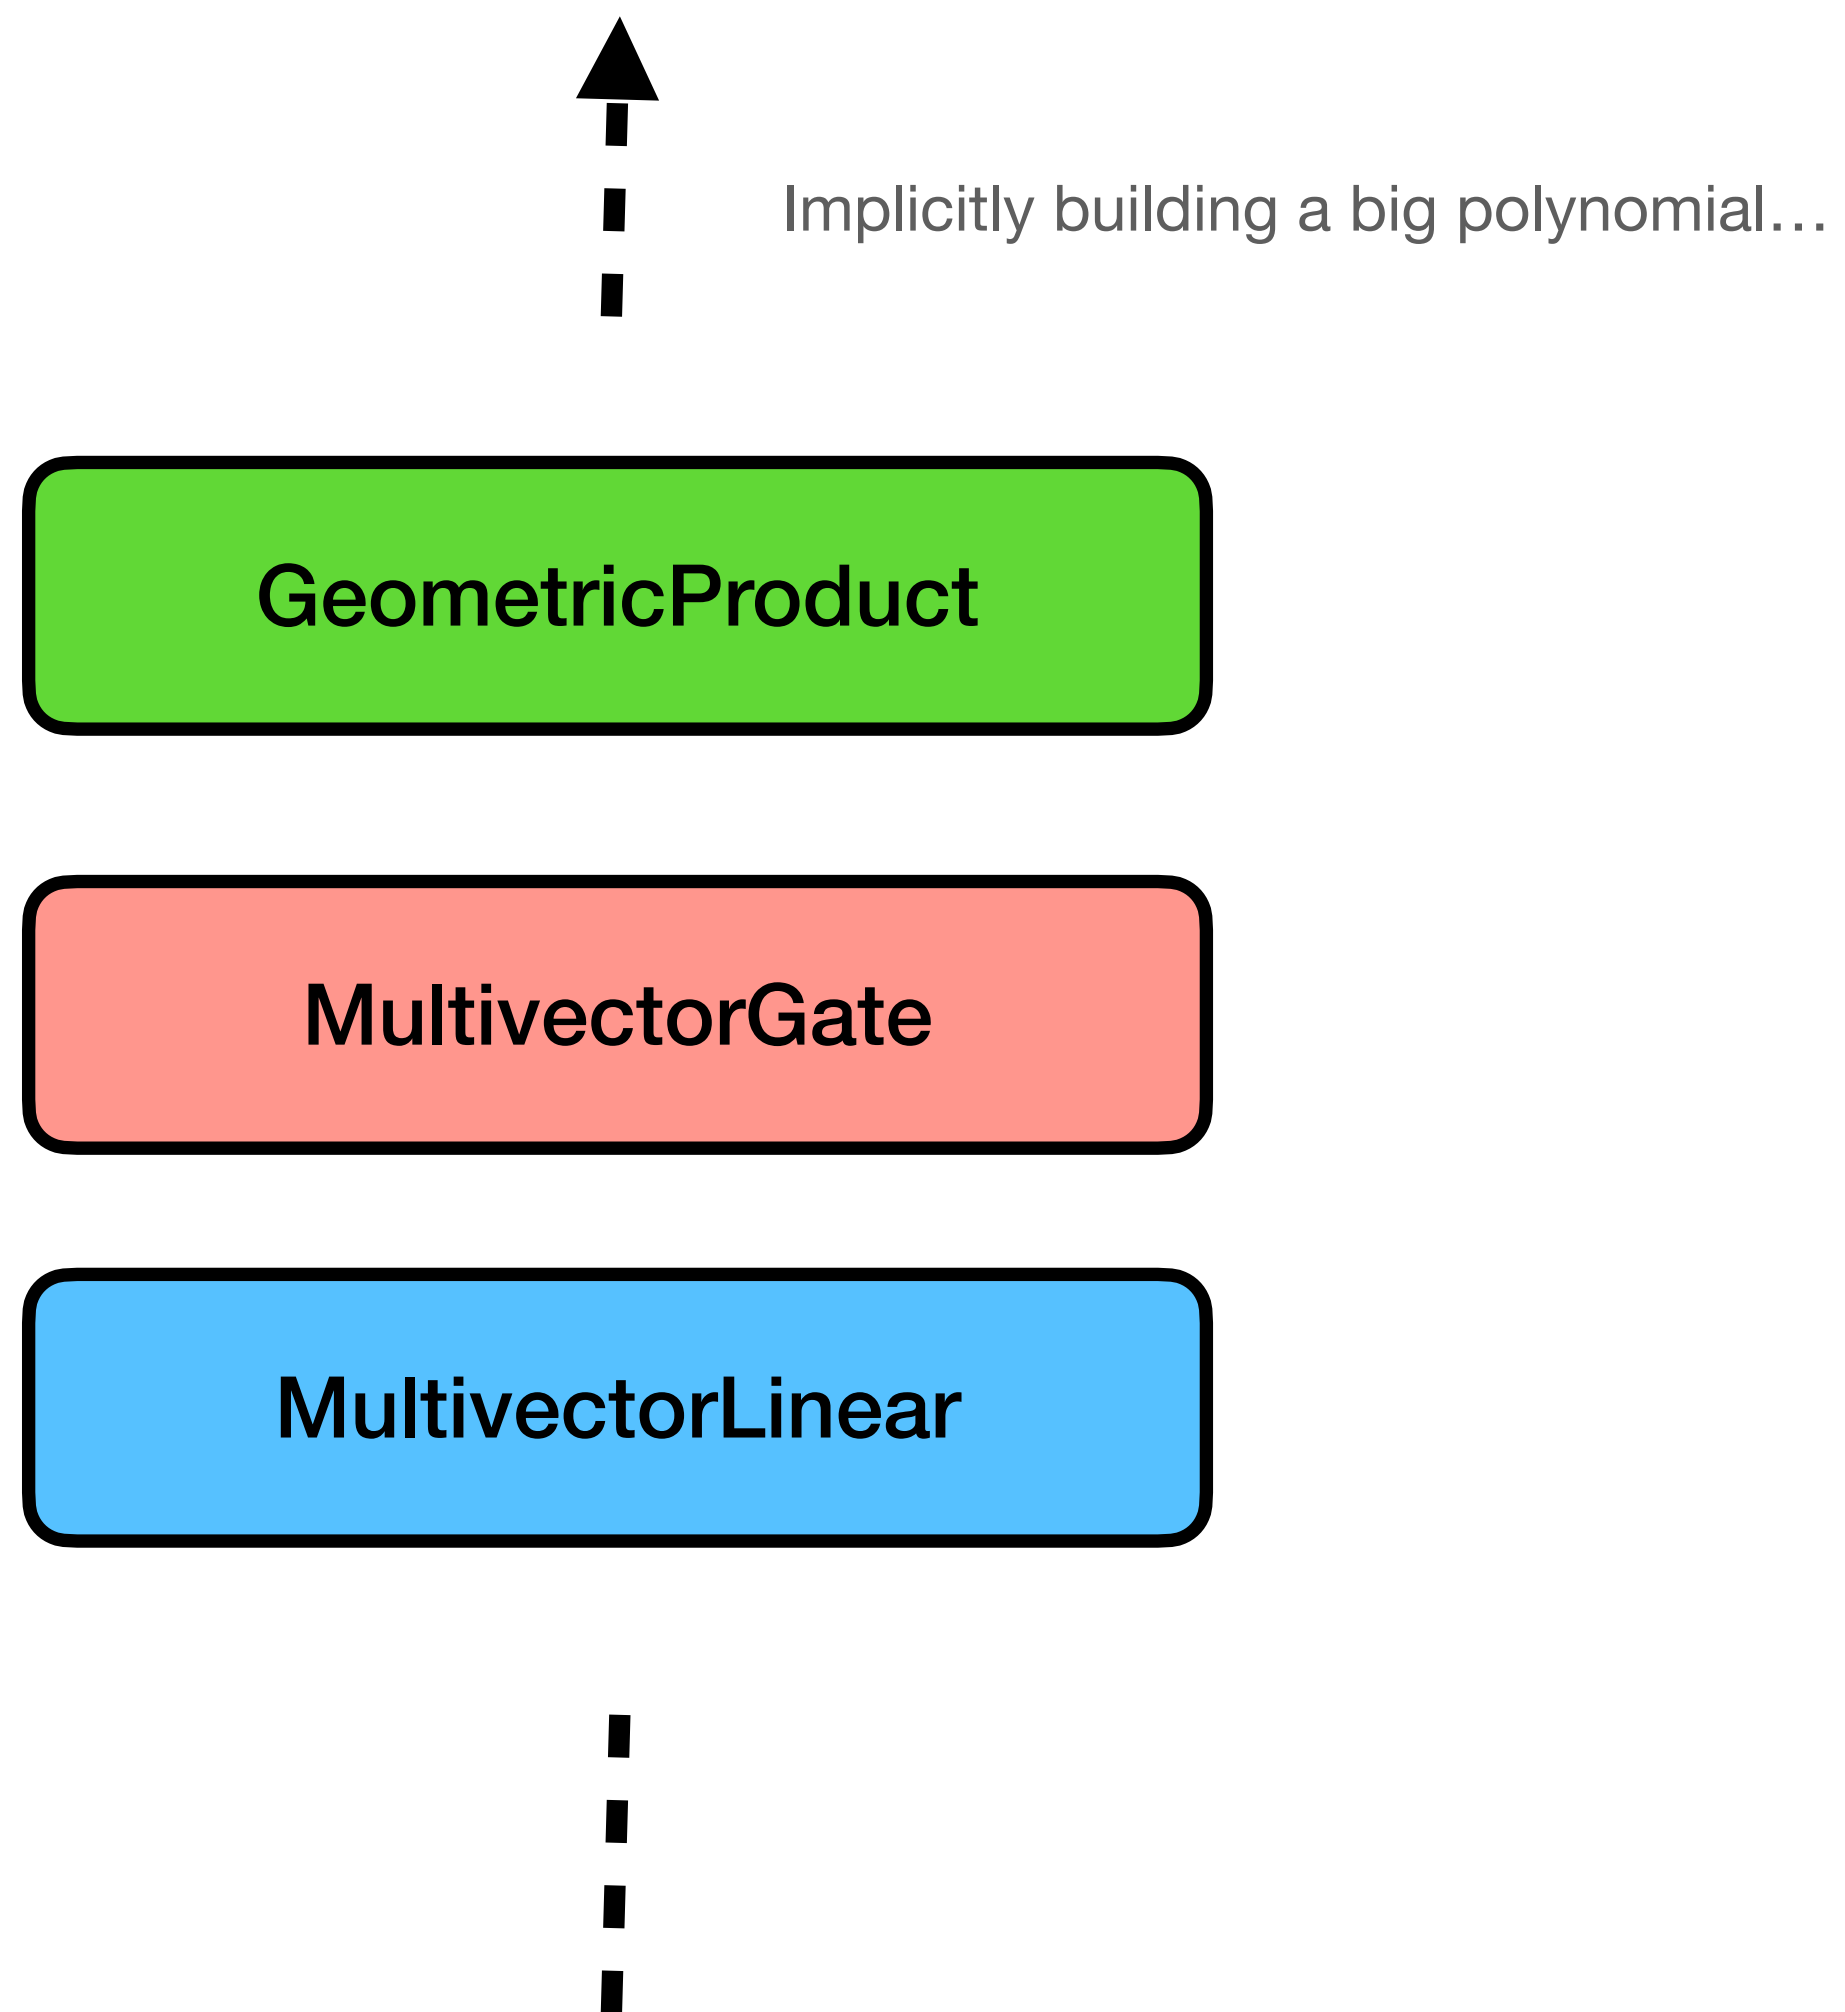 Implicitly building a big polynomial…
GeometricProduct
MultivectorGate
MultivectorLinear